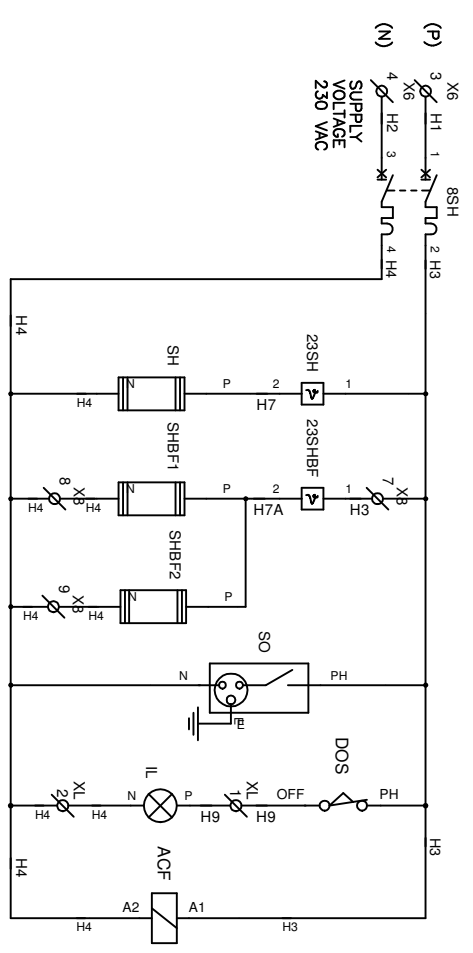 (P)
(N)
X6
3
X6
4
H1
H2
SUPPLY
VOLTAGE
230 VAC
1
3
8SH
2
4
H3
H4
H4
SH
N
H4
P
2
H7
23SH
1
SHBF1
8
X8
H4
H4
N
P
2
H7A
23SHBF
1
H3
7
X8
SHBF2
9
X8
H4
H4
N
P
SO
N
PH
E
IL
XL
2
H4
H4
N
P
H9
XL
1
H9
OFF
DOS
PH
H3
H4
ACF
A2
A1
H4
H3